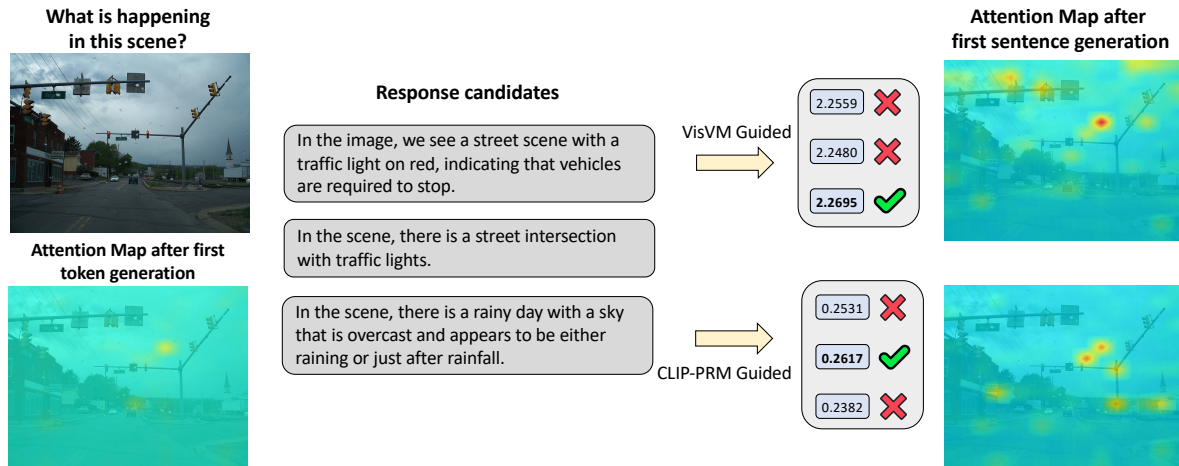 What is happening
in this scene?
Attention Map after first
token generation
Response candidates
In the image, we see a street scene with a
traffic light on red, indicating that vehicles
are required to stop.
In the scene, there is a street intersection
with traffic lights.
In the scene, there is a rainy day with a sky
that is overcast and appears to be either
raining or just after rainfall.
VisVM Guided
CLIP-PRM Guided
2.2559
2.2480
2.2695
0.2531
0.2617
0.2382
Attention Map after
first sentence generation